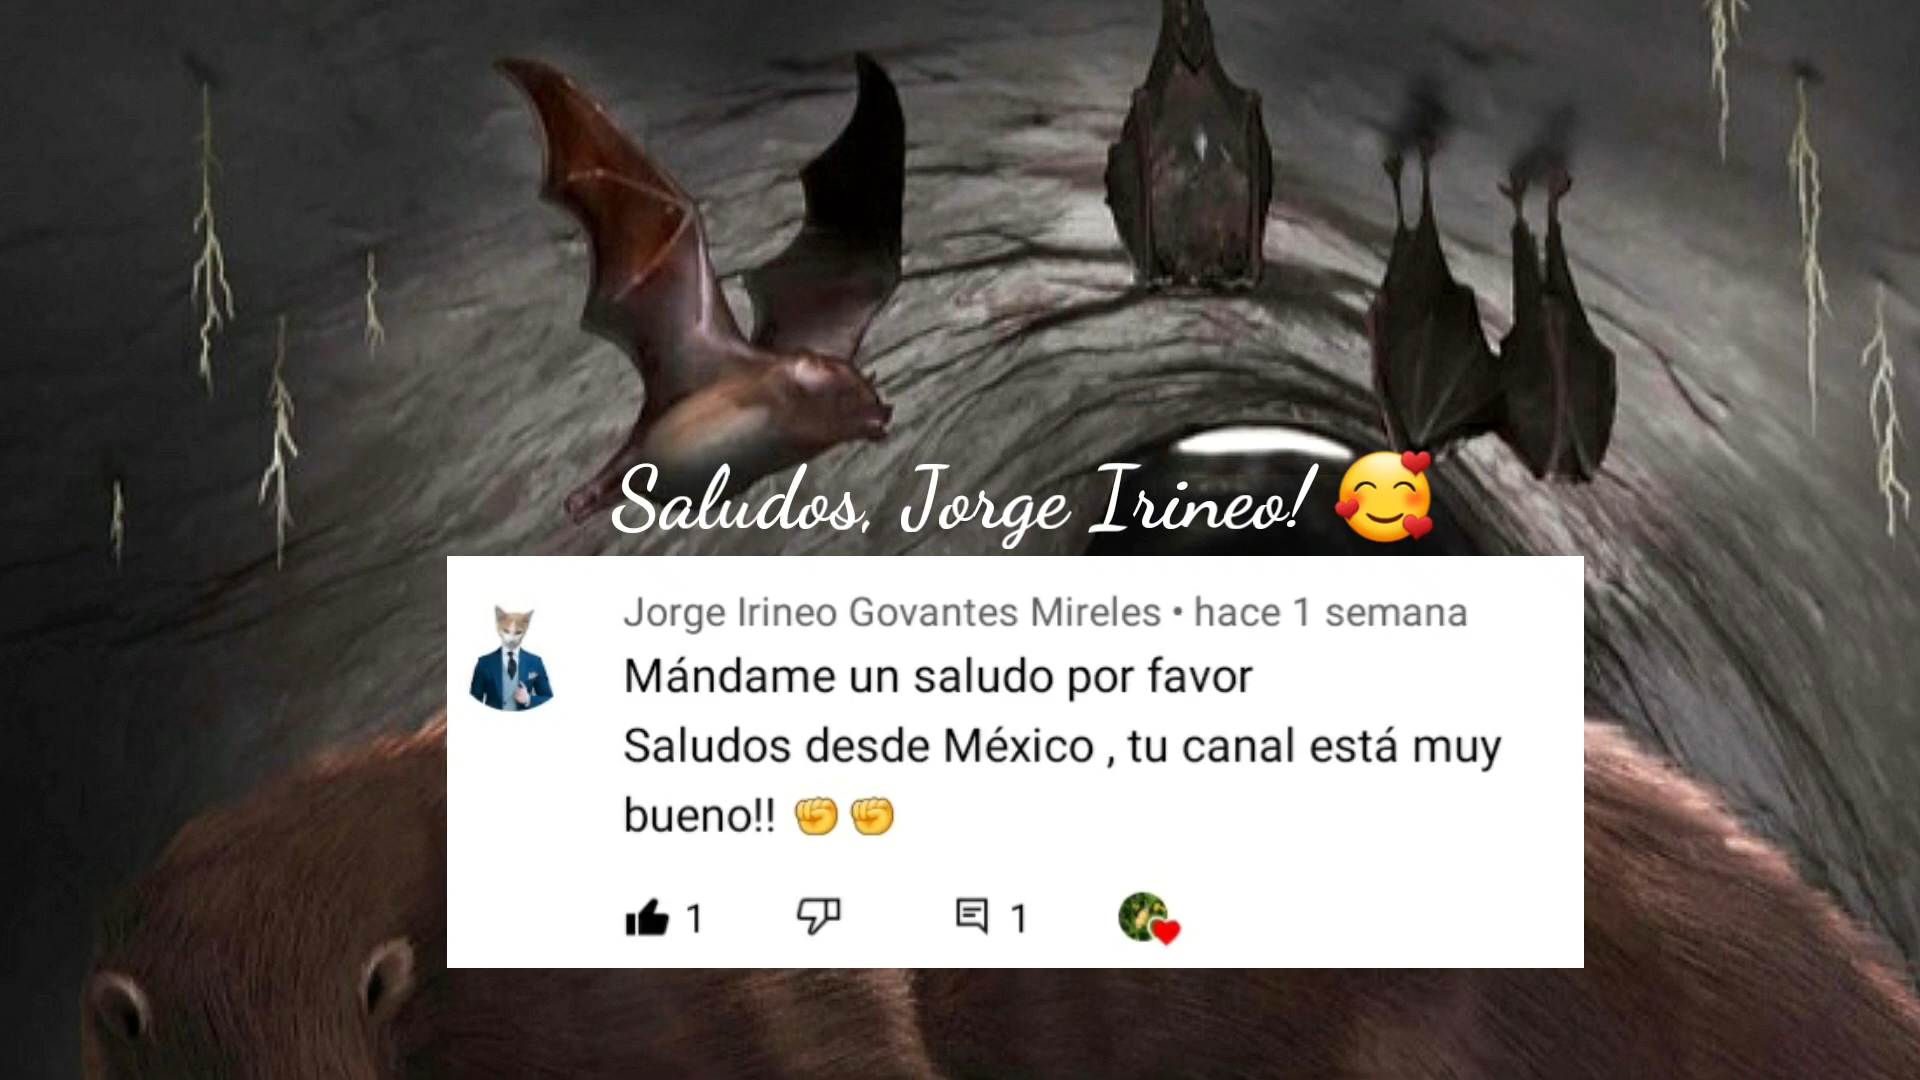 Saludos, Jorge Irineo! 🥰
Jorge Irineo Govantes Mireles • hace 1 semana
Mándame un saludo por favor
Saludos desde México , tu canal está muy
bueno!! ✊✊
1 1